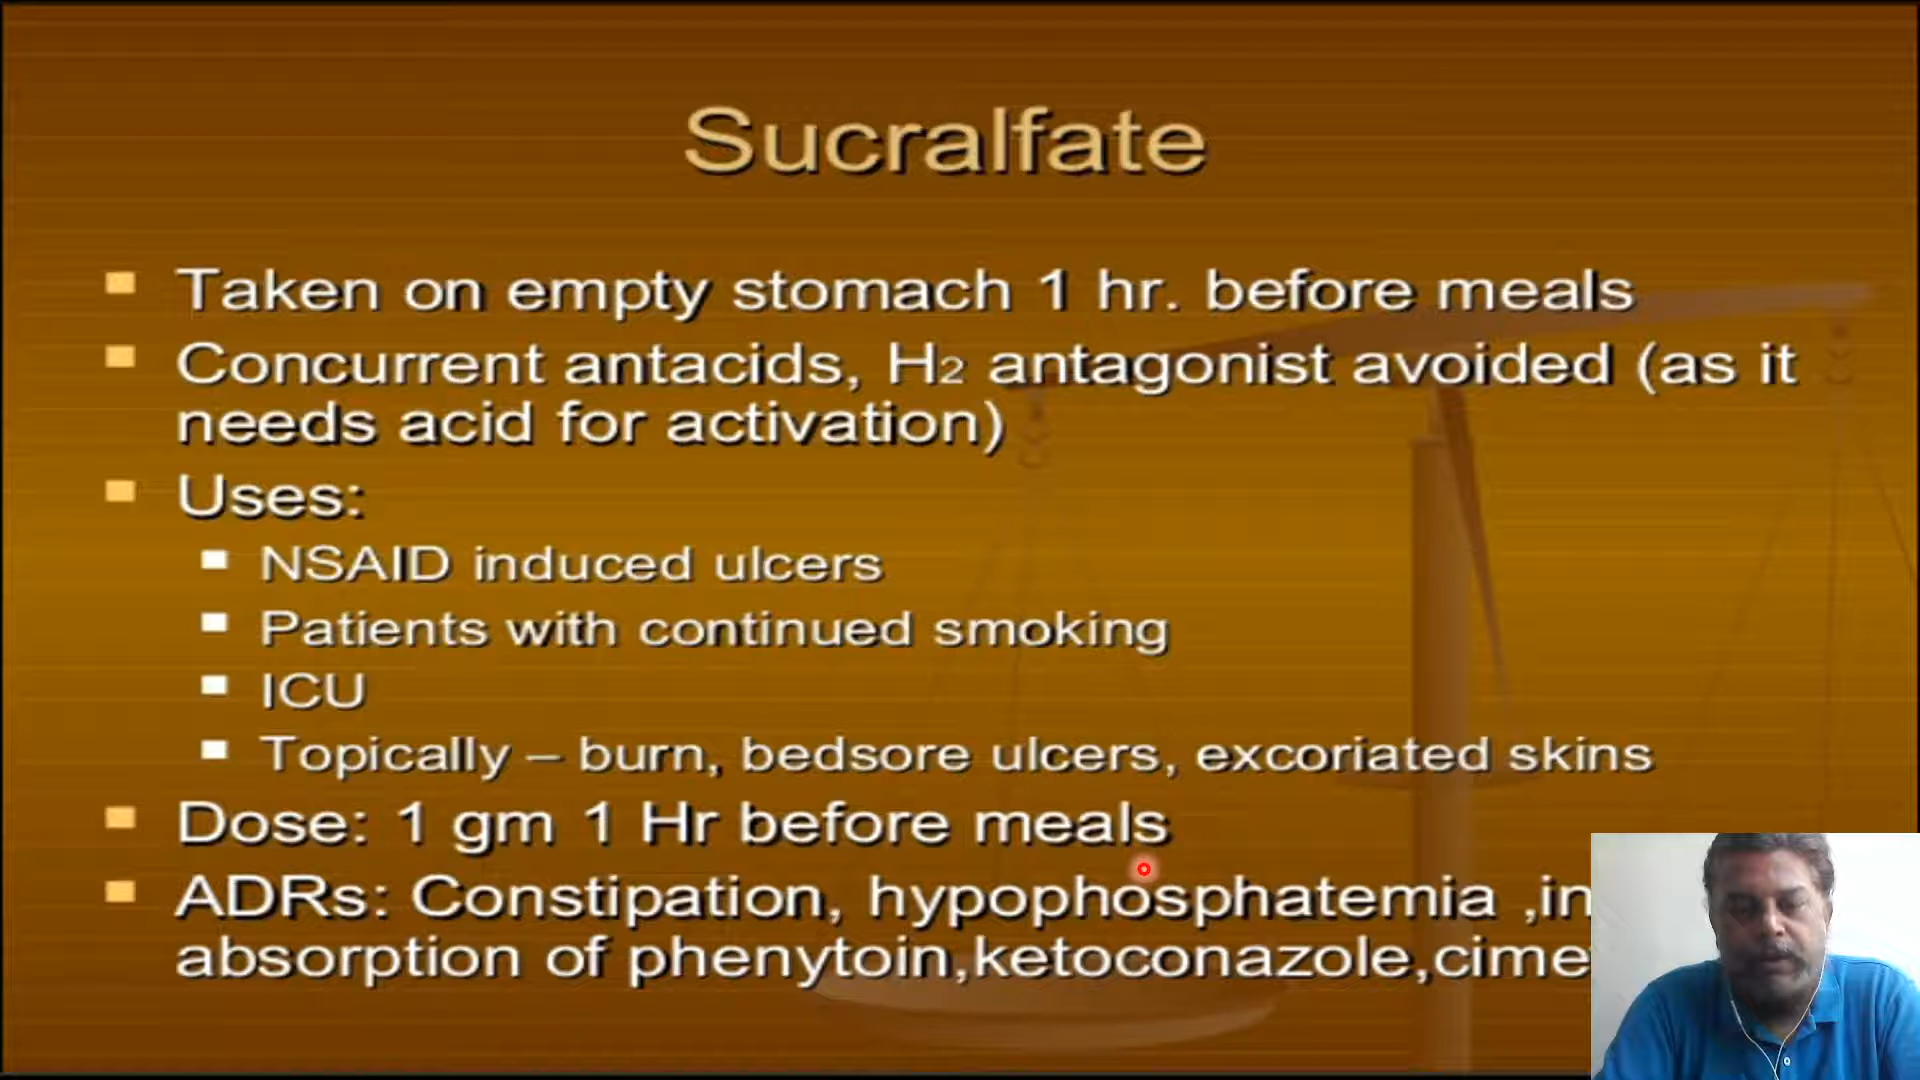 Sucralfate
Taken on empty stomach 1 hr. before meals
Concurrent antacids, H2 antagonist avoided (as it
needs acid for activation)
Uses:
NSAID induced ulcers
Patients with continued smoking
ICU
Topically – burn, bedsore ulcers, excoriated skins
Dose: 1 gm 1 Hr before meals
ADRs: Constipation, hypophosphatemia ,
absorption of phenytoin,ketoconazole,